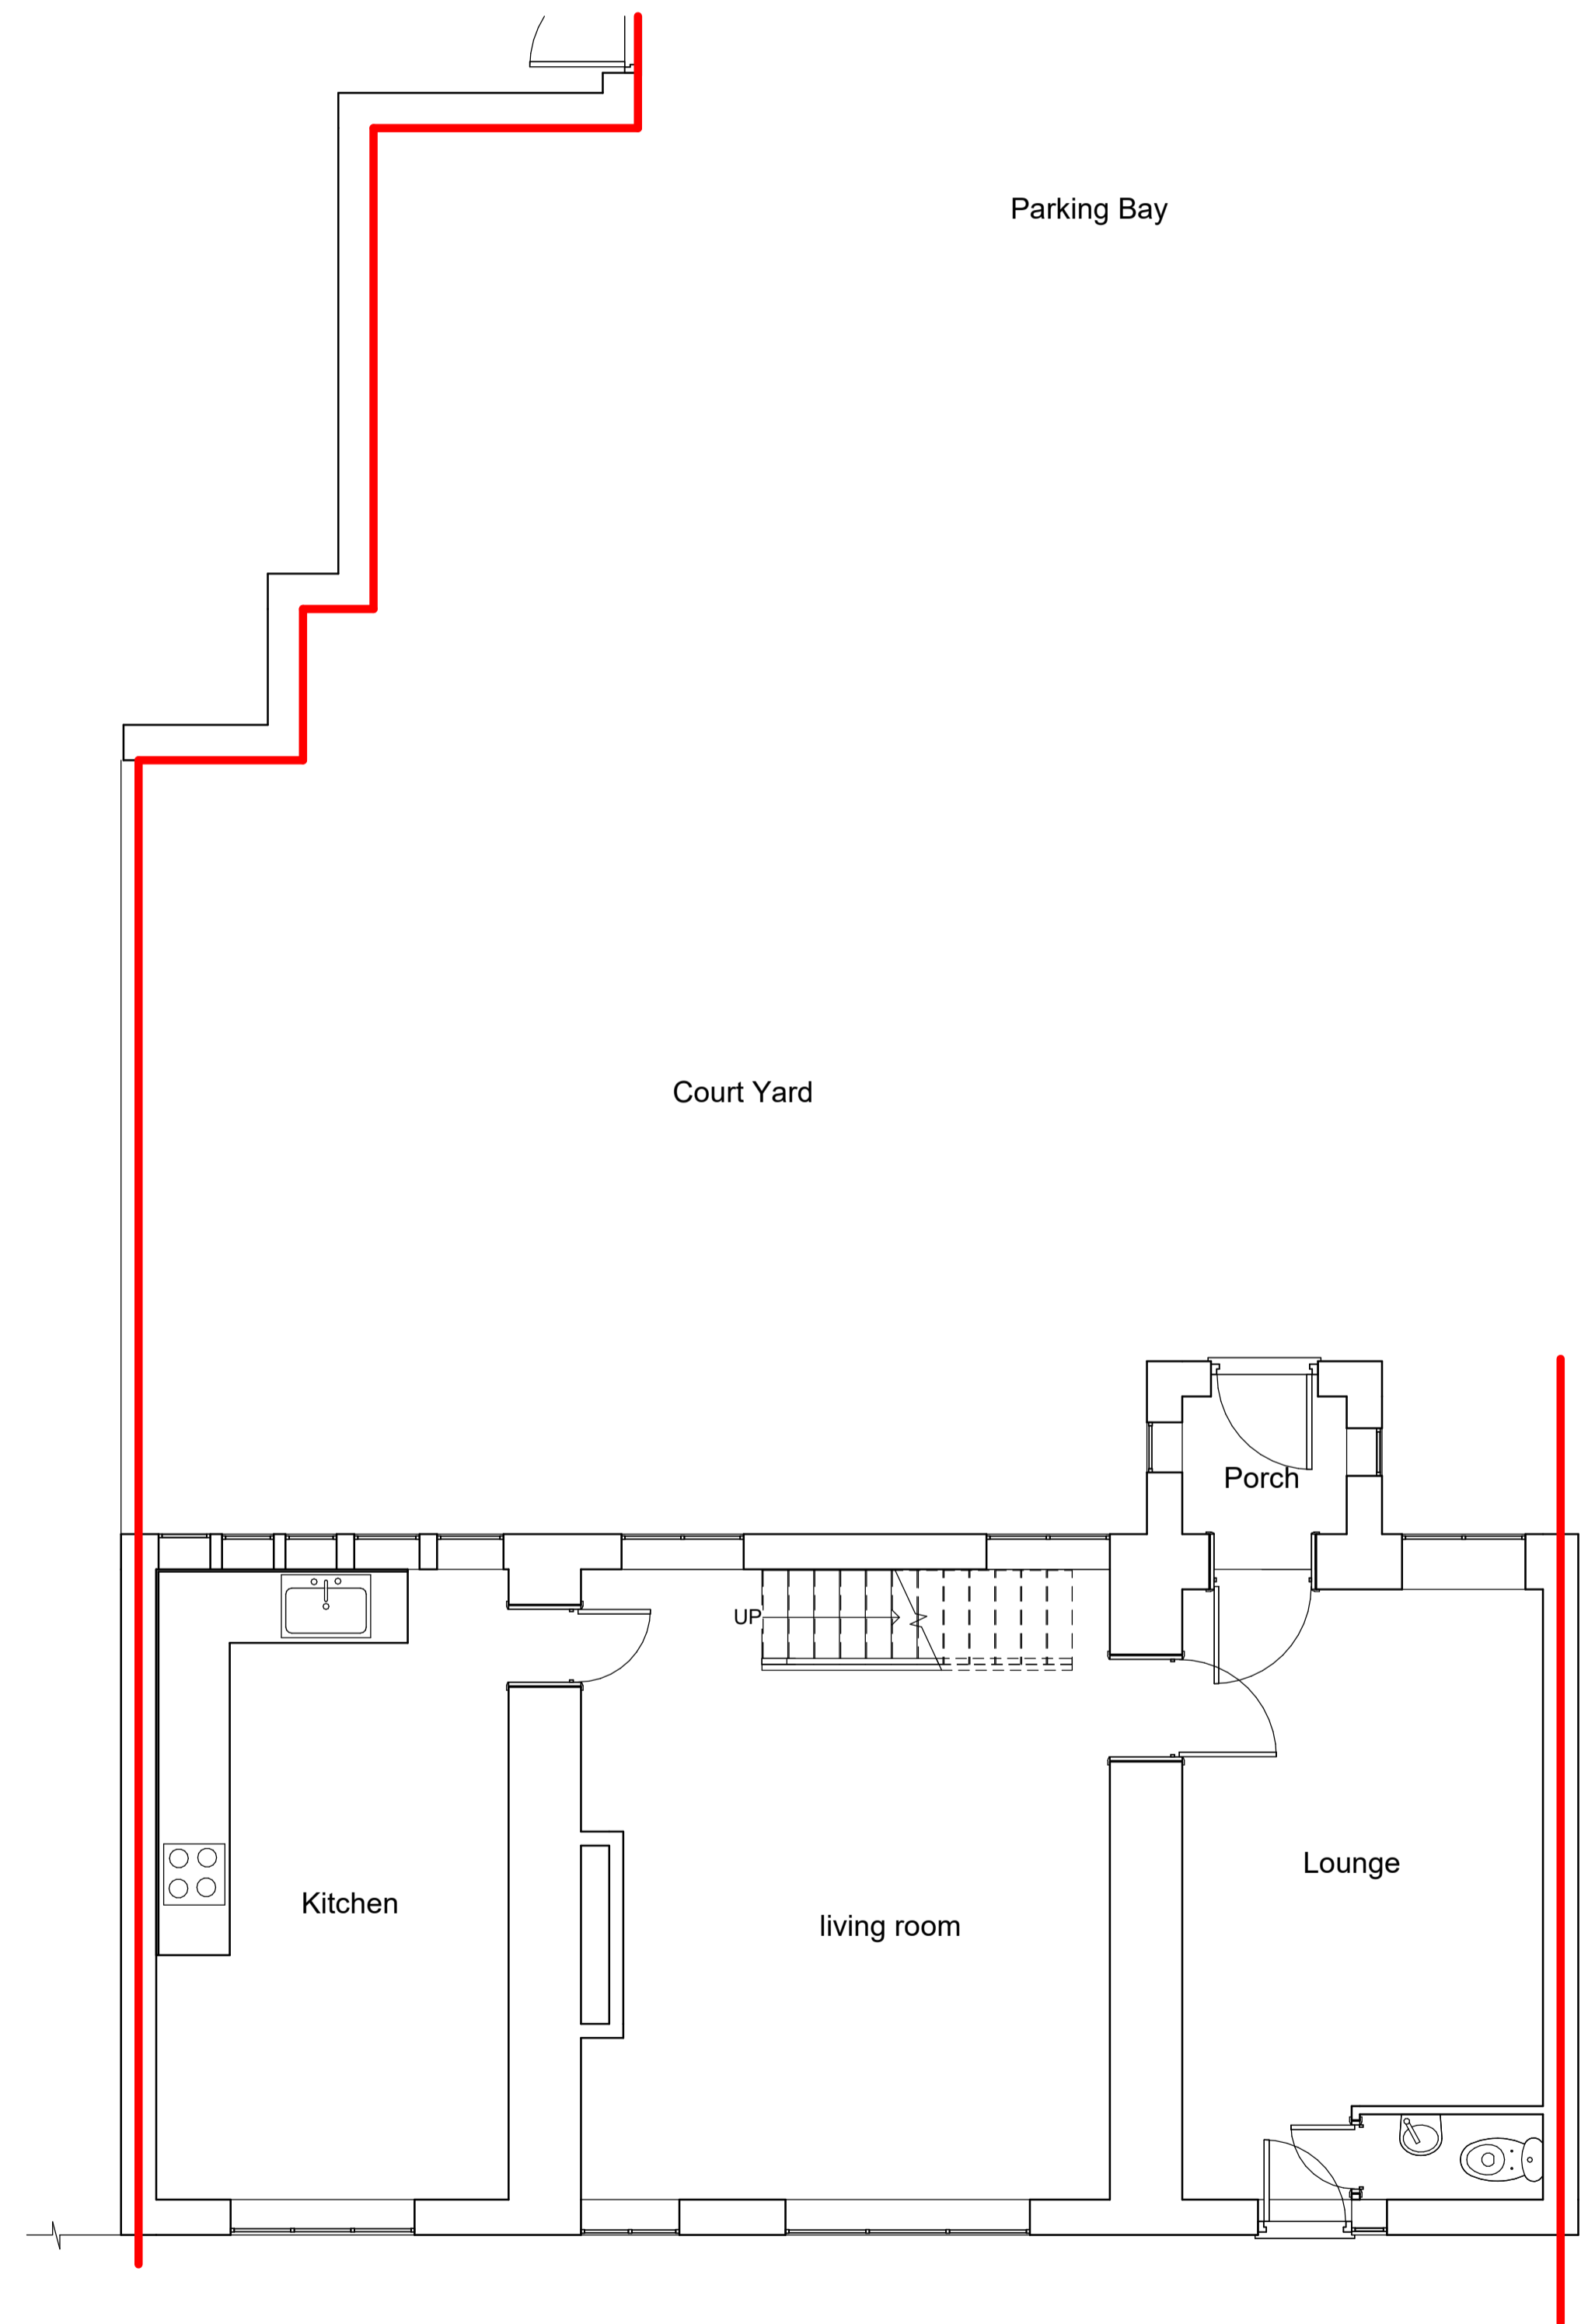 Parking Bay
Court Yard
Porch
UP
Lounge
Kitchen
living room